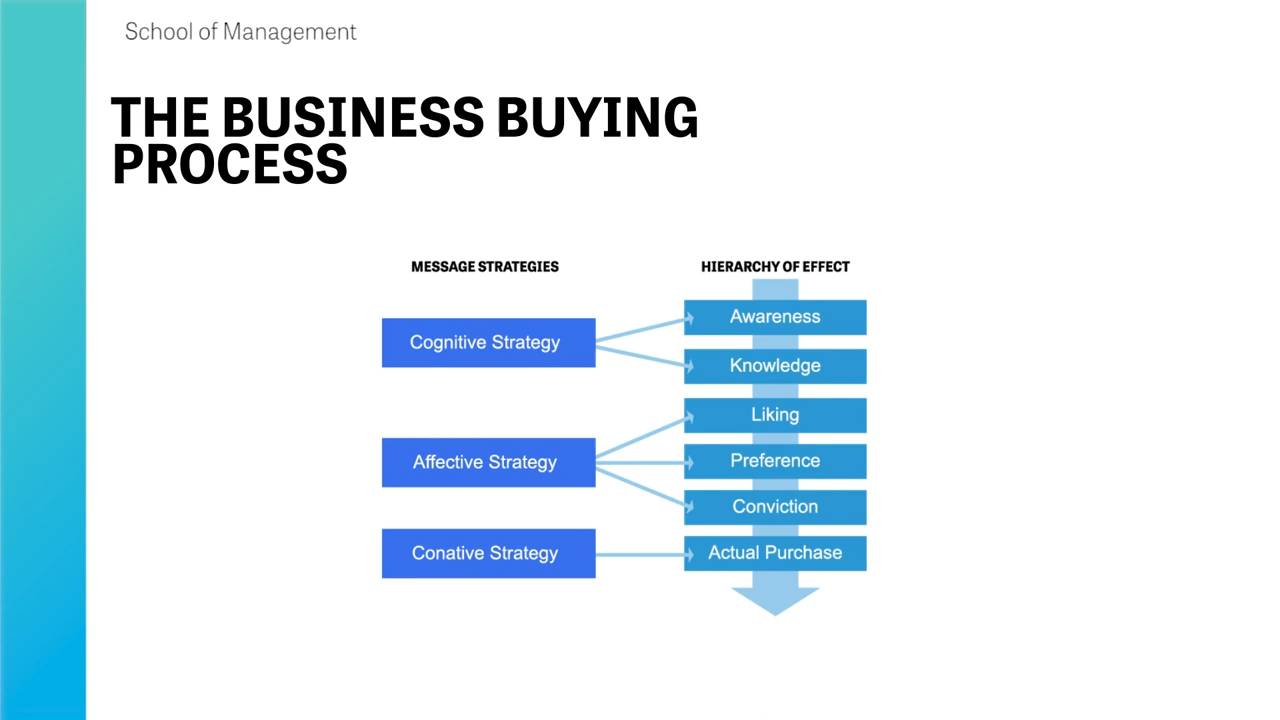 School of Management
THE BUSINESS BUYING
PROCESS
MESSAGE STRATEGIES
HIERARCHY OF EFFECT
Cognitive Strategy
Awareness
Knowledge
Affective Strategy
Liking
Preference
Conviction
Conative Strategy
Actual Purchase